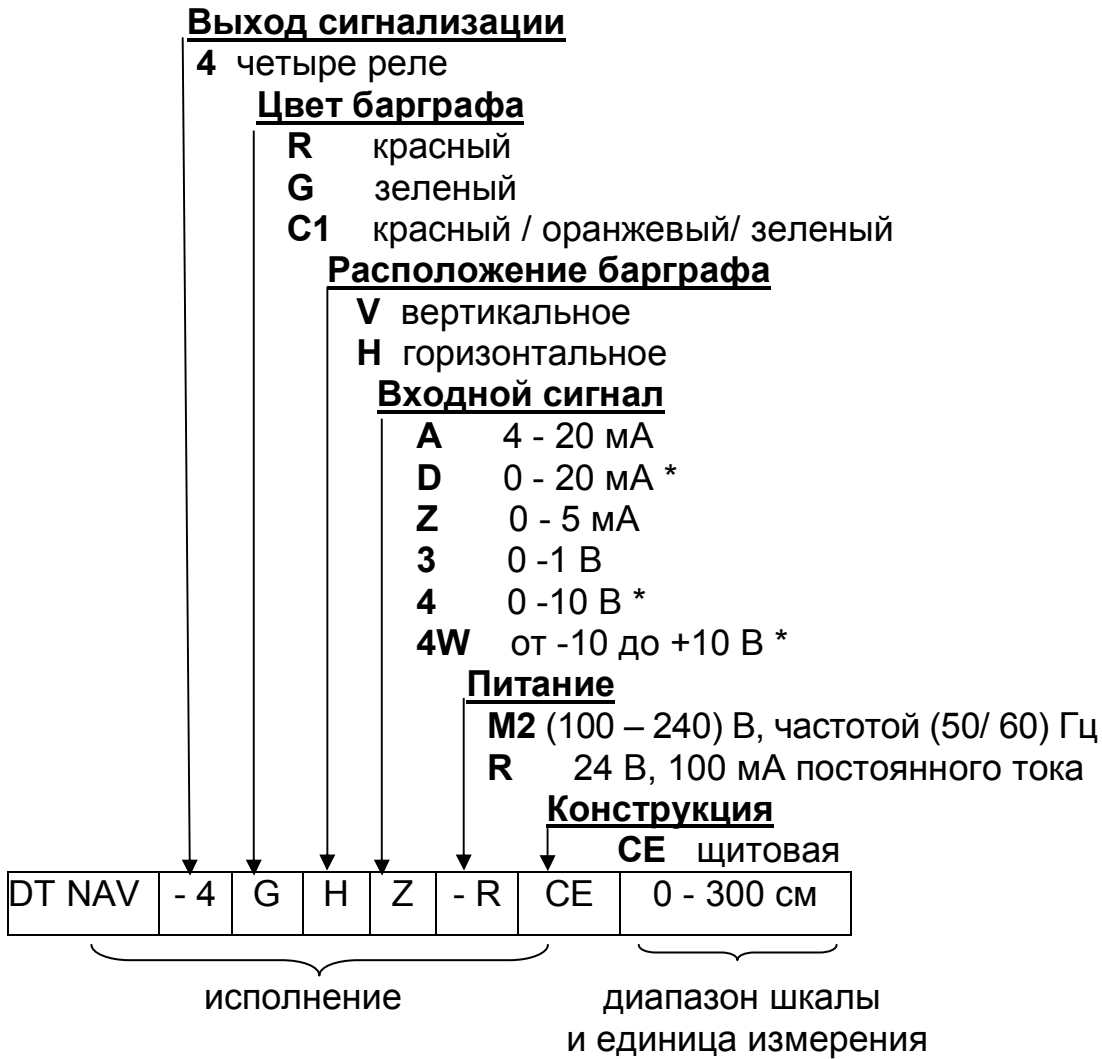 Выход сигнализации
4 четыре реле
Цвет барграфа
R красный
G зеленый
C1 красный / оранжевый/ зеленый
Расположение барграфа
V вертикальное
H горизонтальное
Входной сигнал
A 4 - 20 мА
D 0 - 20 мА *
Z 0 - 5 мА
3 0 -1 В
4 0 -10 В *
4W от -10 до +10 В *
Питание
M2 (100 – 240) В, частотой (50/ 60) Гц
R 24 В, 100 мА постоянного тока
Конструкция
CE щитовая
DT NAV - 4 G H Z - R CE 0 - 300 см
исполнение диапазон шкалы
и единица измерения